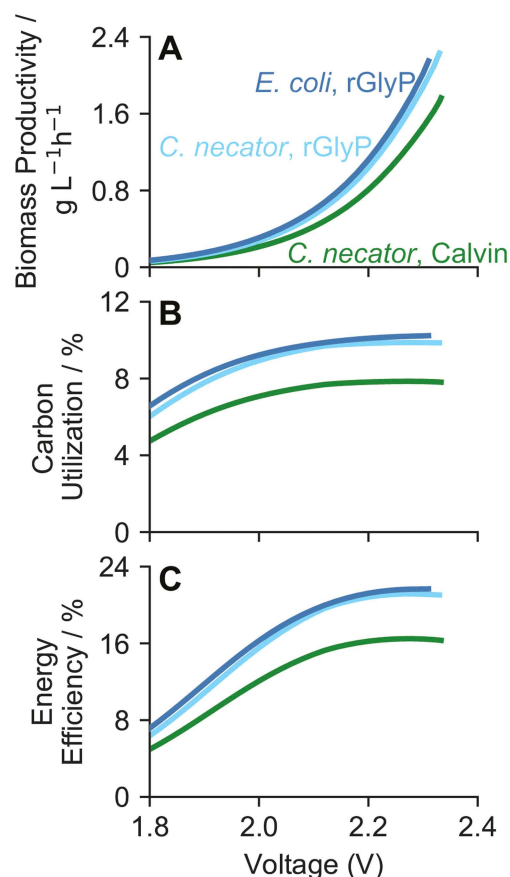 A
Biomass Productivity /
g L⁻¹h⁻¹
2.4
1.6
0.8
0
E. coli, rGlyP
C. necator, rGlyP
C. necator, Calvin
B
Carbon
Utilization / %
12
8
4
0
C
Energy
Efficiency / %
24
16
8
0
1.8
2.0
2.2
2.4
Voltage (V)